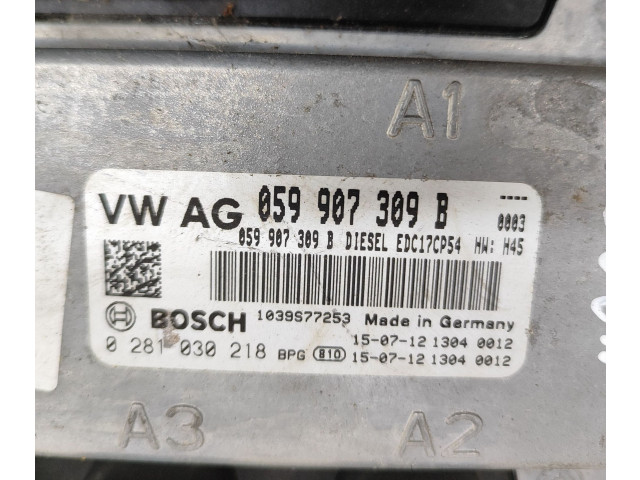 A1
VW AG 059 907 309 B
----
0003
059 907 309 B DIESEL EDC17CP54 HW: H45
BOSCH 1039S77253 Made in Germany
15-07-12 1304 0012
0 281 030 218 BPG 810 15-07-12 1304 0012
A3 A2